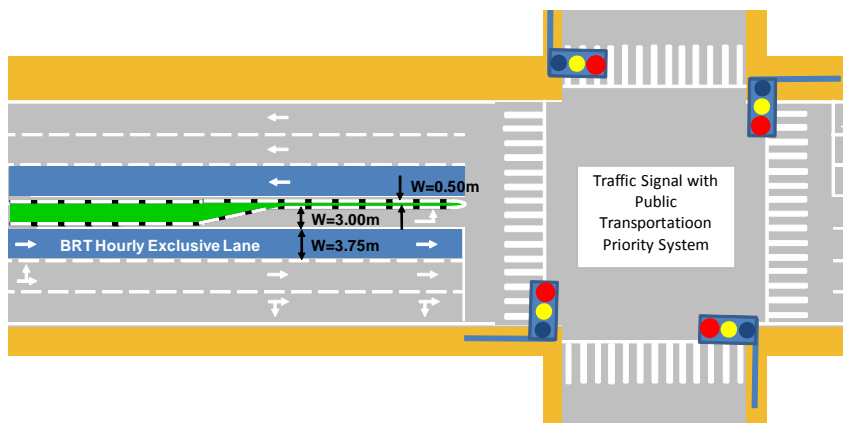 W=0.50m
W=3.00m
BRT Hourly Exclusive Lane
W=3.75m
Traffic Signal with
Public
Transportatioon
Priority System